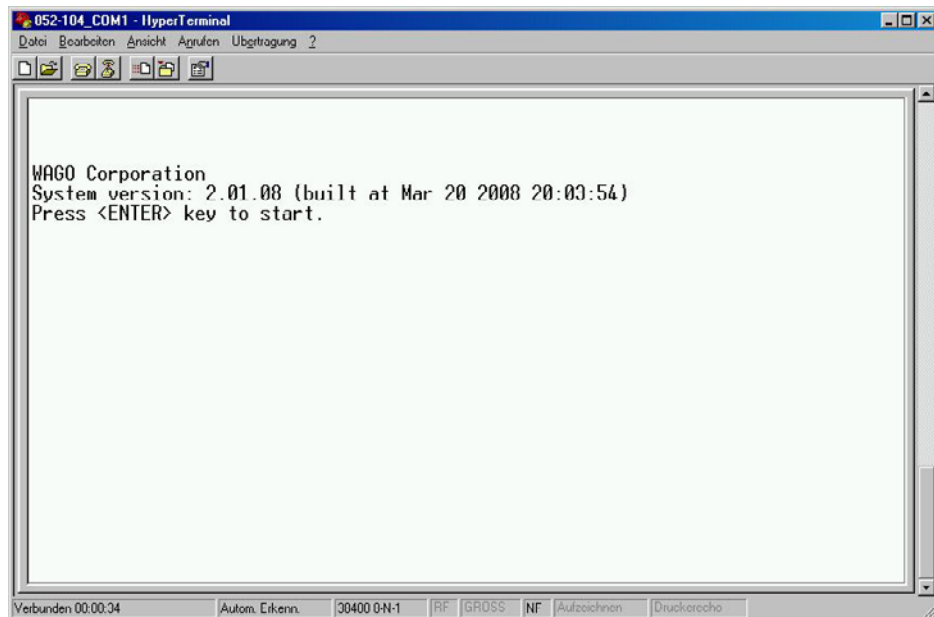 052-104_COM1 - HyperTerminal
Datei Bearbeiten Ansicht Anrufen Übertragung ?
WAGO Corporation
System version: 2.01.08 (built at Mar 20 2008 20:03:54)
Press <ENTER> key to start.
Verbunden 00:00:34 Autom. Erkenn. 38400 8-N-1 RF GROSS NF Aufzeichnen Druckerecho